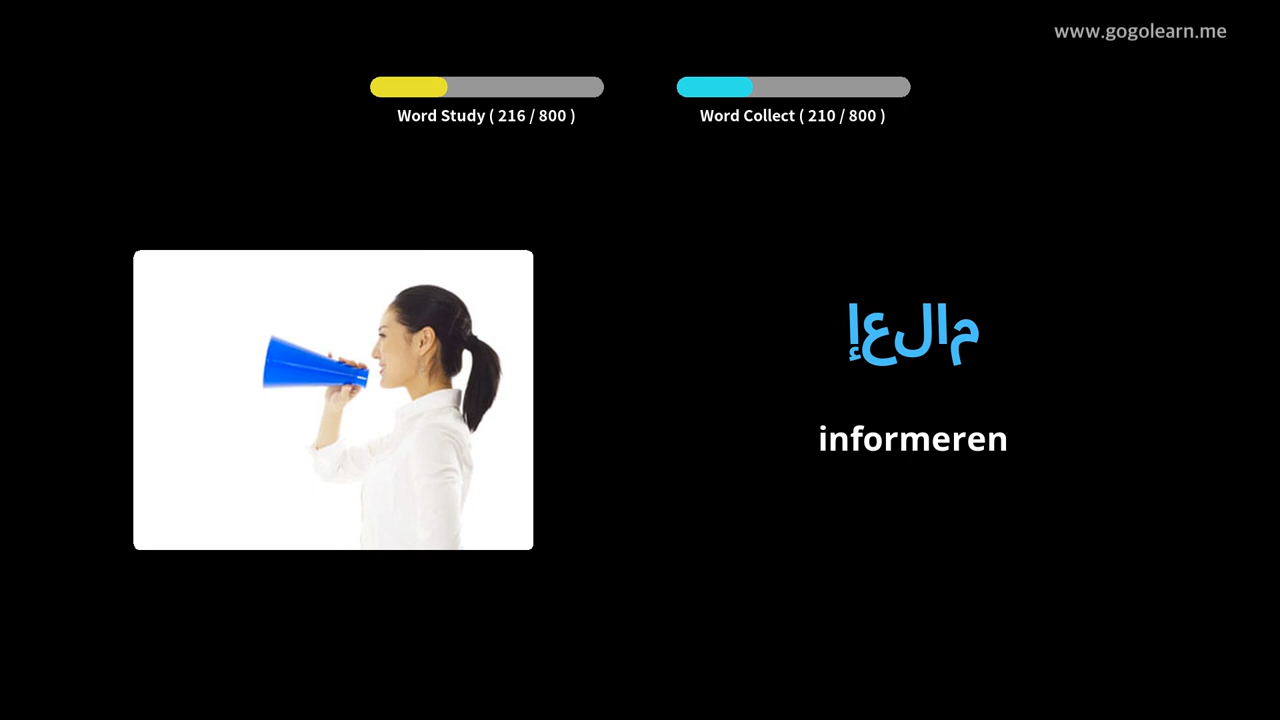 www.gogolearn.me
Word Study ( 216 / 800 )
Word Collect ( 210 / 800 )
إعلام
informeren